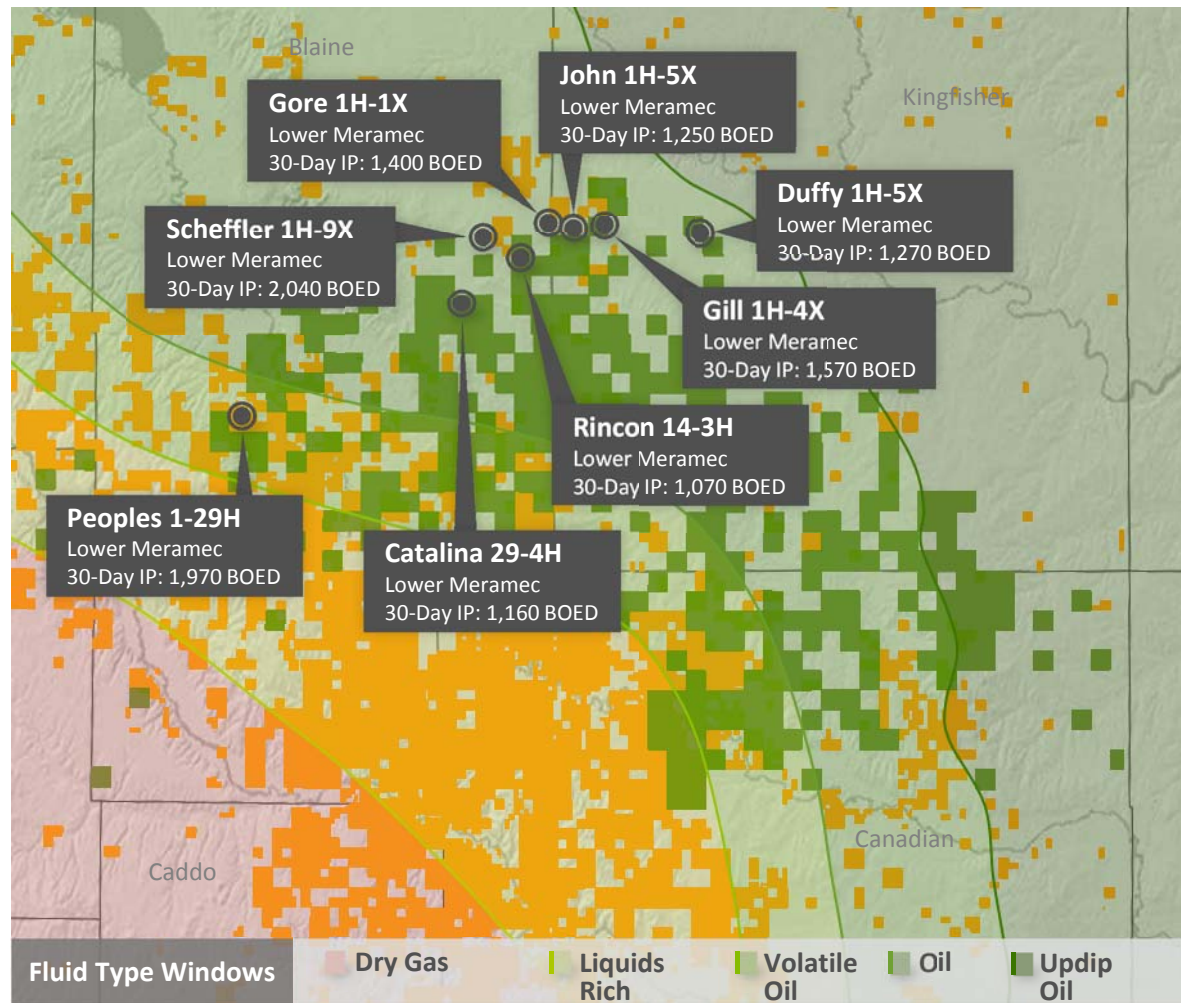 Blaine
Kingfisher
John 1H-5X
Lower Meramec
30-Day IP: 1,250 BOED
Gore 1H-1X
Lower Meramec
30-Day IP: 1,400 BOED
Duffy 1H-5X
Lower Meramec
30-Day IP: 1,270 BOED
Scheffler 1H-9X
Lower Meramec
30-Day IP: 2,040 BOED
Gill 1H-4X
Lower Meramec
30-Day IP: 1,570 BOED
Rincon 14-3H
Lower Meramec
30-Day IP: 1,070 BOED
Peoples 1-29H
Lower Meramec
30-Day IP: 1,970 BOED
Catalina 29-4H
Lower Meramec
30-Day IP: 1,160 BOED
Canadian
Caddo
Fluid Type Windows
Dry Gas
Liquids
Rich
Volatile
Oil
Oil
Updip
Oil